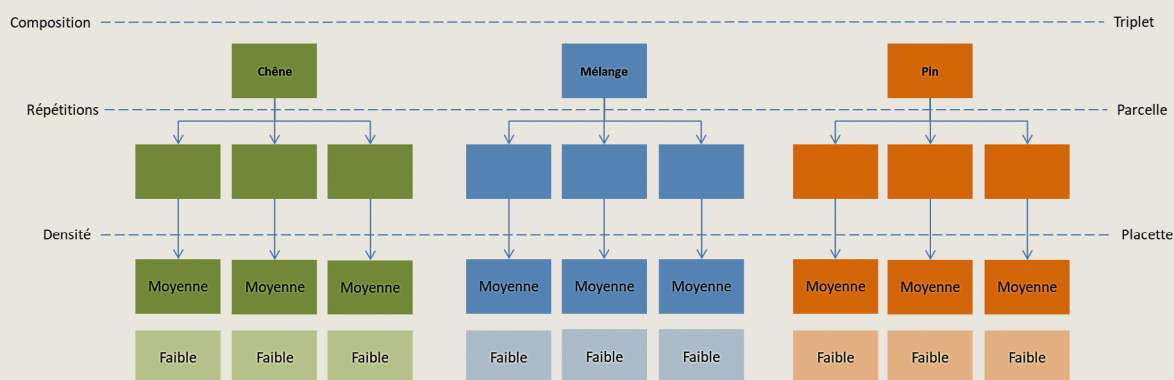 Composition
Triplet
Chêne
Mélange
Pin
Répétitions
Parcelle
Densité
Placette
Moyenne Moyenne Moyenne Moyenne Moyenne Moyenne Moyenne Moyenne Moyenne
Faible Faible Faible Faible Faible Faible Faible Faible Faible